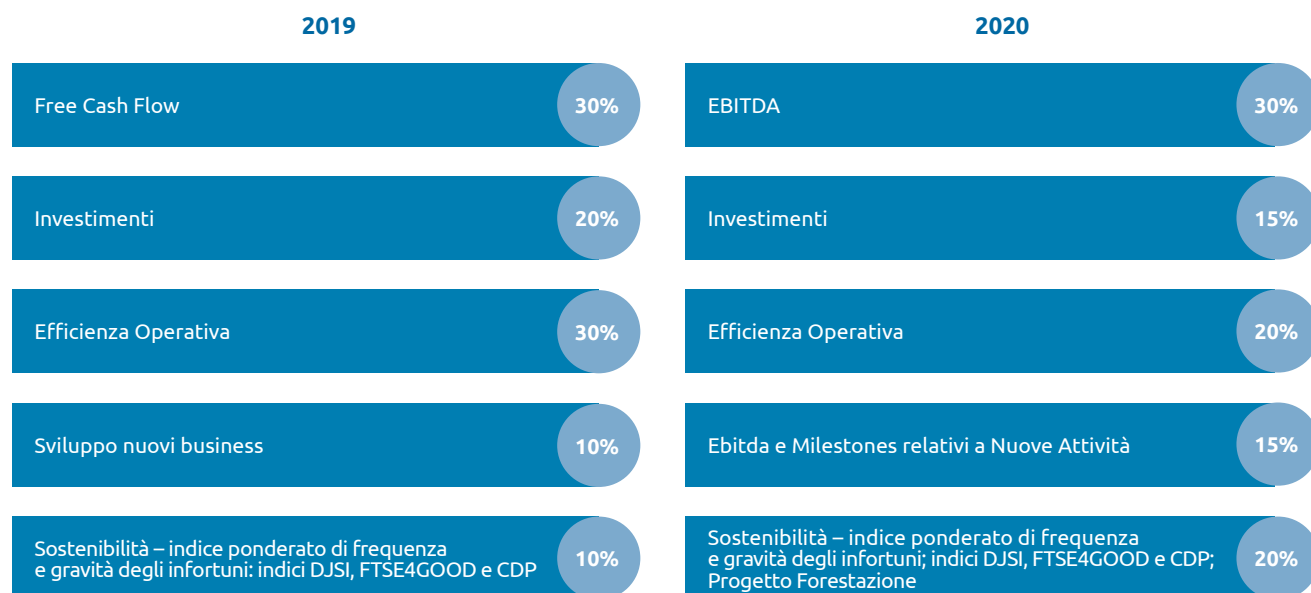 2019
Free Cash Flow
30%
Investimenti
20%
Efficienza Operativa
30%
Sviluppo nuovi business
10%
Sostenibilità – indice ponderato di frequenza
e gravità degli infortuni: indici DJSI, FTSE4GOOD e CDP
10%
2020
EBITDA
30%
Investimenti
15%
Efficienza Operativa
20%
Ebitda e Milestones relativi a Nuove Attività
15%
Sostenibilità – indice ponderato di frequenza
e gravità degli infortuni; indici DJSI, FTSE4GOOD e CDP;
Progetto Forestazione
20%